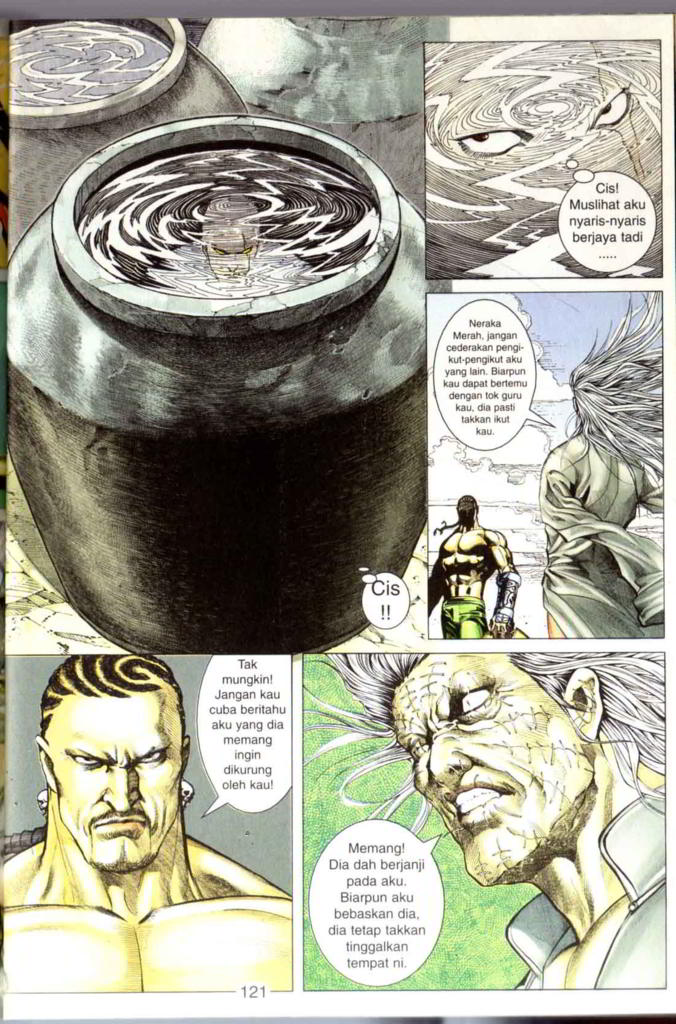 Cis!
Muslihat aku
nyaris-nyaris
berjaya tadi
.....
Neraka
Merah, jangan
cederakan pengi-
kut-pengikut aku
yang lain. Biarpun
kau dapat bertemu
dengan tok guru
kau, dia pasti
takkan ikut
kau.
Cis
!!
Tak
mungkin!
Jangan kau
cuba beritahu
aku yang dia
memang
ingin
dikurung
oleh kau!
Memang!
Dia dah berjanji
pada aku.
Biarpun aku
bebaskan dia,
dia tetap takkan
tinggalkan
tempat ni.
121